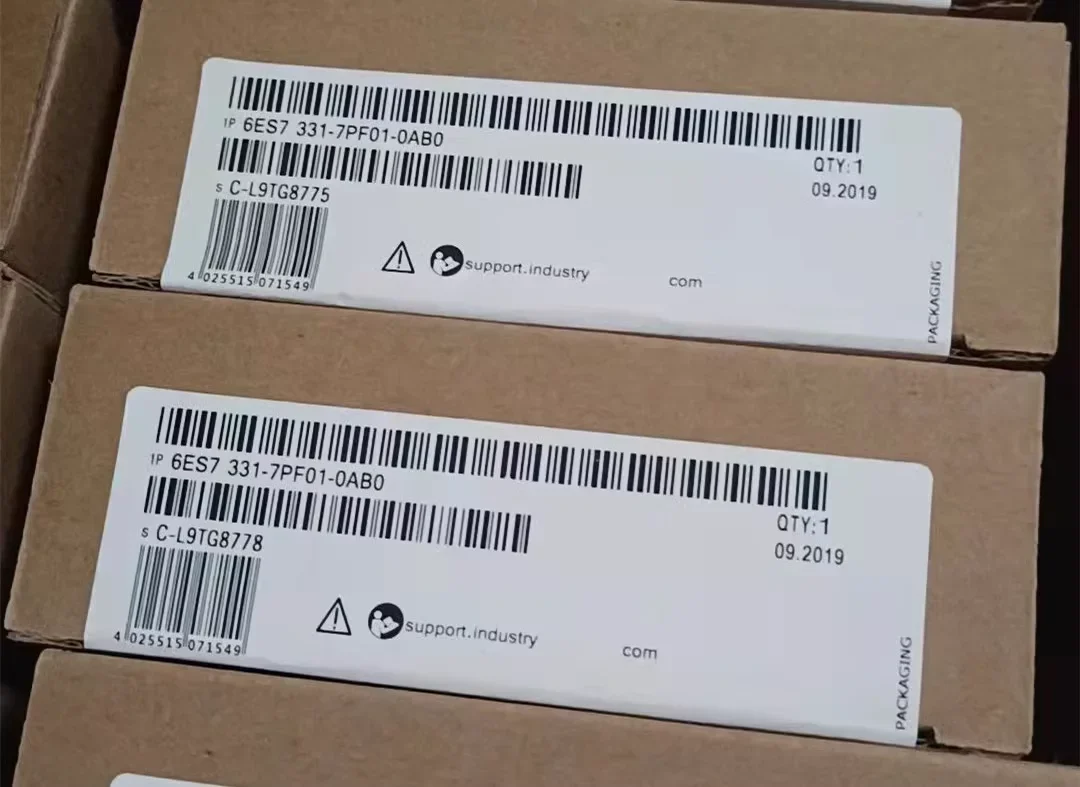 1P 6ES7 331-7PF01-0AB0
QTY:1
S C-L9TG8775
09.2019
4 025515 071549
support.industry com
PACKAGING
1P 6ES7 331-7PF01-0AB0
QTY:1
S C-L9TG8778
09.2019
4 025515 071549
support.industry com
PACKAGING